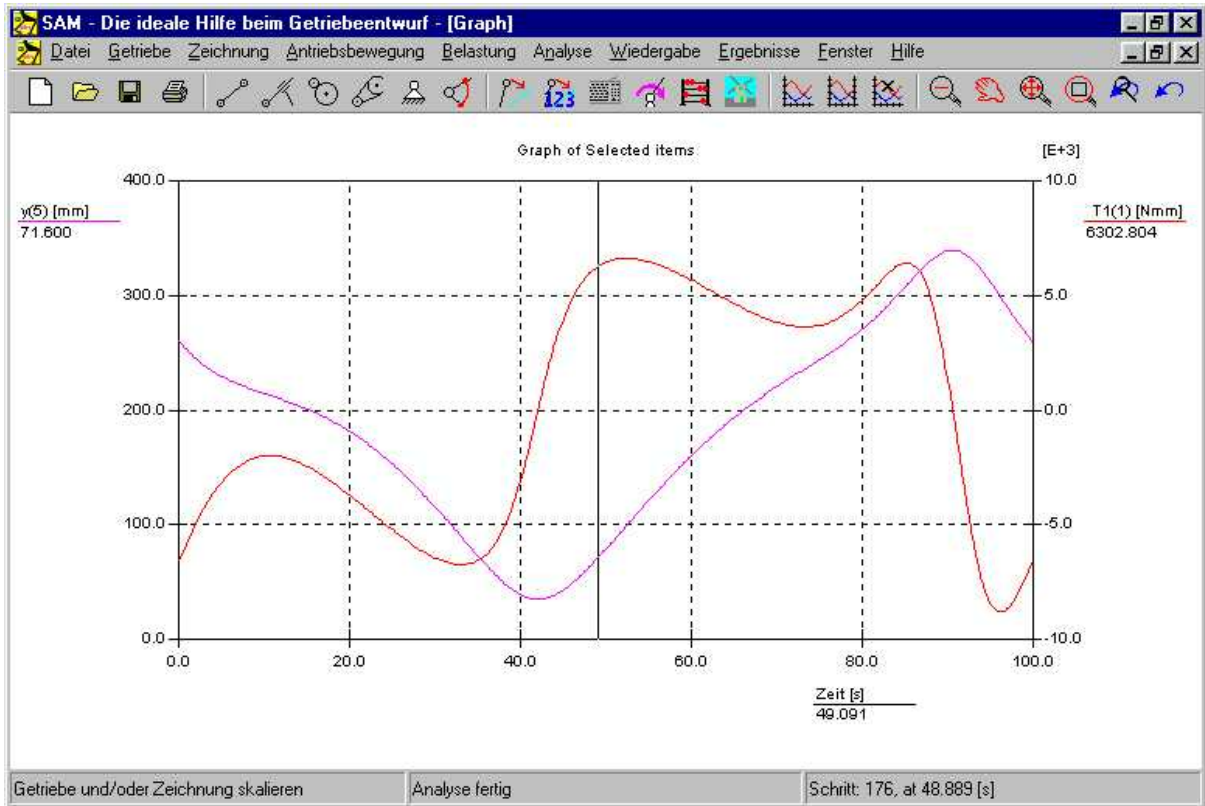 SAM - Die ideale Hilfe beim Getriebeentwurf - [Graph]
Datei Getriebe Zeichnung Antriebsbewegung Belastung Analyse Wiedergabe Ergebnisse Fenster Hilfe
123
Graph of Selected items
[E+3]
400.0
10.0
y(5) [mm]
71.600
T1(1) [Nmm]
6302.804
300.0
5.0
200.0
0.0
100.0
-5.0
0.0
-10.0
0.0 20.0 40.0 60.0 80.0 100.0
Zeit [s]
49.091
Getriebe und/oder Zeichnung skalieren Analyse fertig Schritt: 176, at 48.889 [s]